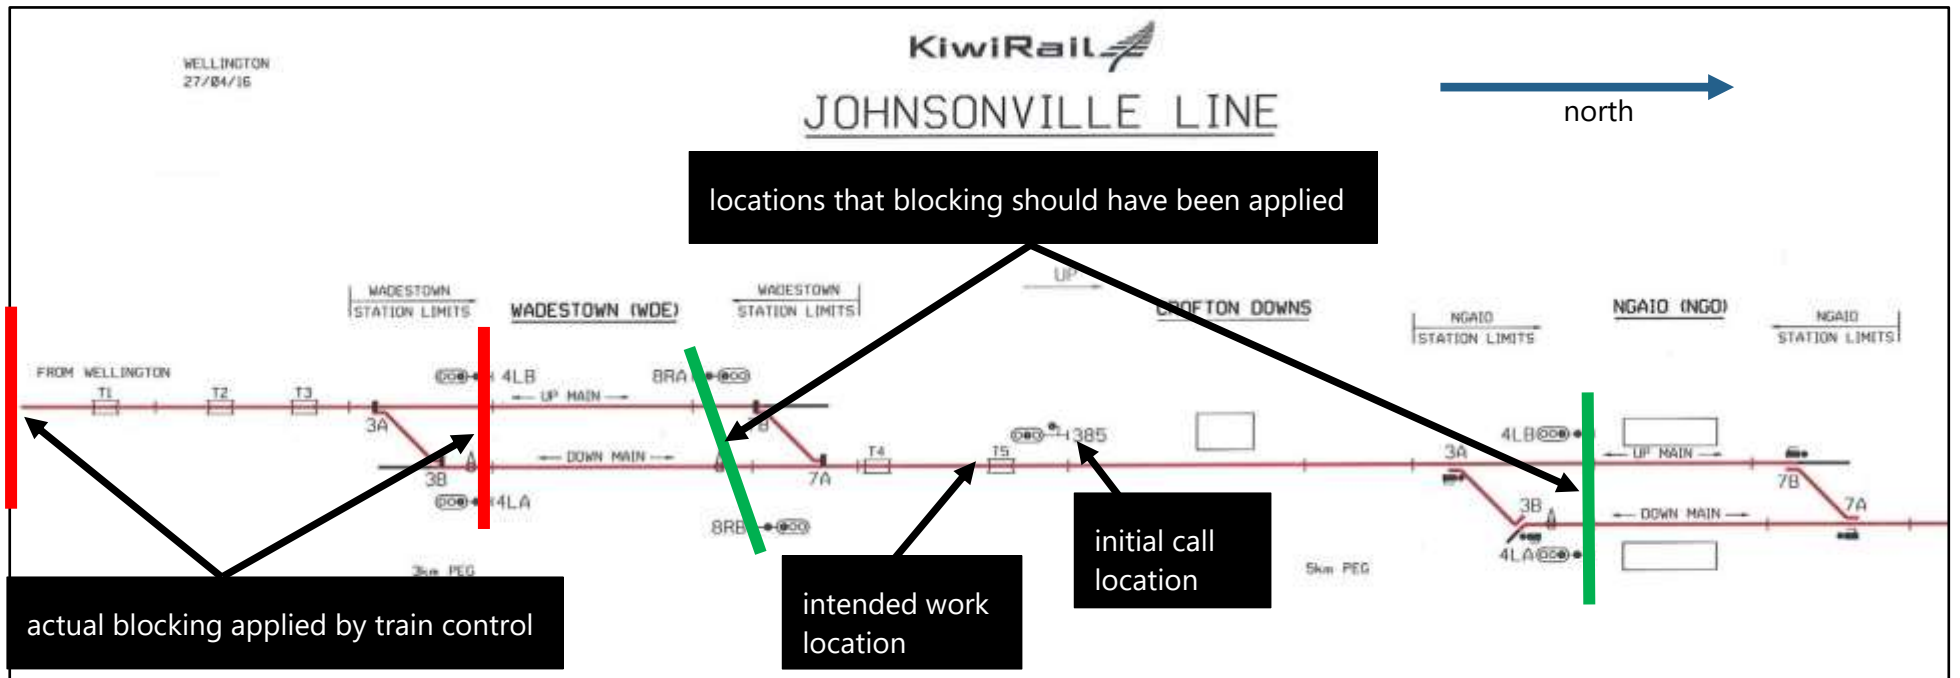 WELLINGTON
27/04/16
KiwiRail
JOHNSONVILLE LINE
north
locations that blocking should have been applied
UP
WADESTOWN
STATION LIMITS
WADESTOWN (WDE)
WADESTOWN
STATION LIMITS
CROFTON DOWNS
NGAIO
STATION LIMITS
NGAIO (NGO)
NGAIO
STATION LIMITS
FROM WELLINGTON
T1
T2
T3
4LB
8RA
UP MAIN
3A
7B
385
4LB
UP MAIN
3A
DOWN MAIN
T4
T5
3B
7A
7B
4LA
8RB
3B
DOWN MAIN
7A
4LA
3km PEG
5km PEG
initial call
location
intended work
location
actual blocking applied by train control